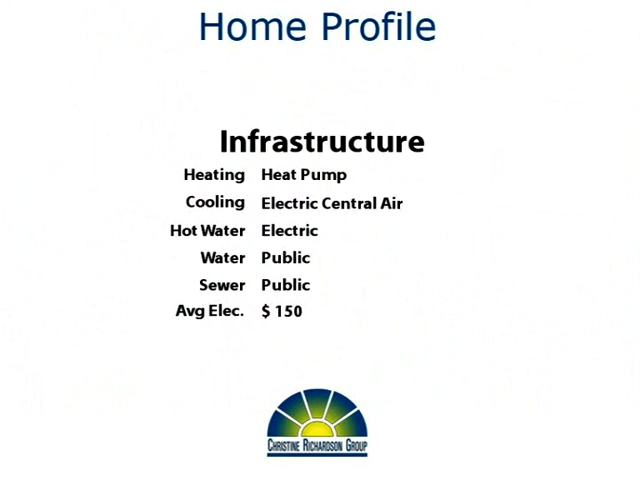 Home Profile
Infrastructure
Heating Heat Pump
Cooling Electric Central Air
Hot Water Electric
Water Public
Sewer Public
Avg Elec. $ 150
CHRISTINE RICHARDSON GROUP